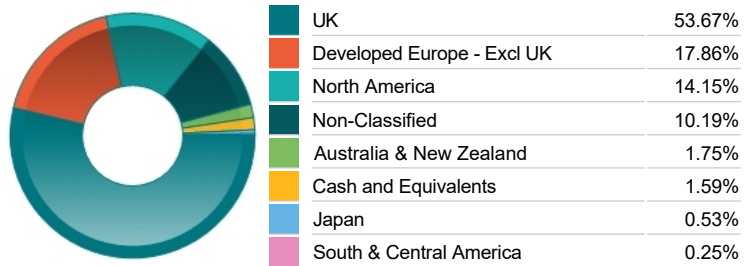 UK 53.67%
Developed Europe - Excl UK 17.86%
North America 14.15%
Non-Classified 10.19%
Australia & New Zealand 1.75%
Cash and Equivalents 1.59%
Japan 0.53%
South & Central America 0.25%